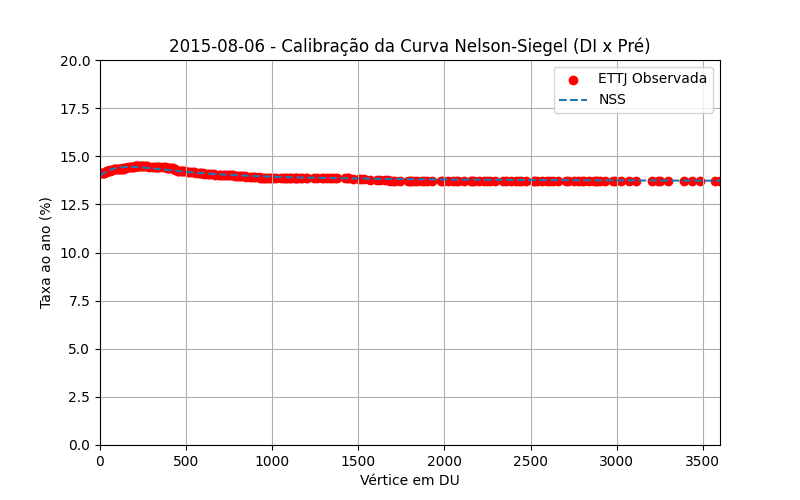 2015-08-06 - Calibração da Curva Nelson-Siegel (DI x Pré)
20.0
17.5
15.0
12.5
10.0
7.5
5.0
2.5
0.0
Taxa ao ano (%)
ETTJ Observada
NSS
0 500 1000 1500 2000 2500 3000 3500
Vértice em DU